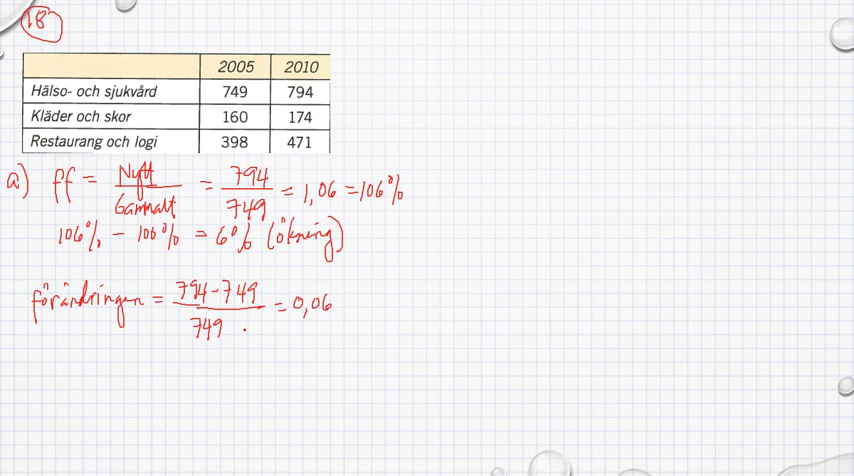 18
2005 2010
Hälso- och sjukvård 749 794
Kläder och skor 160 174
Restaurang och logi 398 471
a) ff = Nytt / Gammalt = 794 / 749 = 1,06 = 106%
106% - 100% = 6% (ökning)
förändringen = 794 - 749 / 749 = 0,06